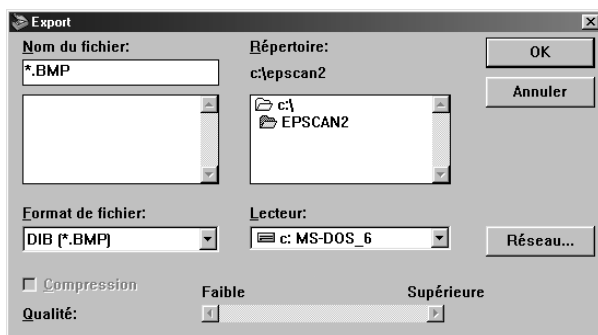 Export
Nom du fichier:
*.BMP
Répertoire:
c:\epscan2
c:\
EPSCAN2
OK
Annuler
Format de fichier:
DIB (*.BMP)
Lecteur:
c: MS-DOS_6
Réseau...
Compression
Qualité:
Faible
Supérieure